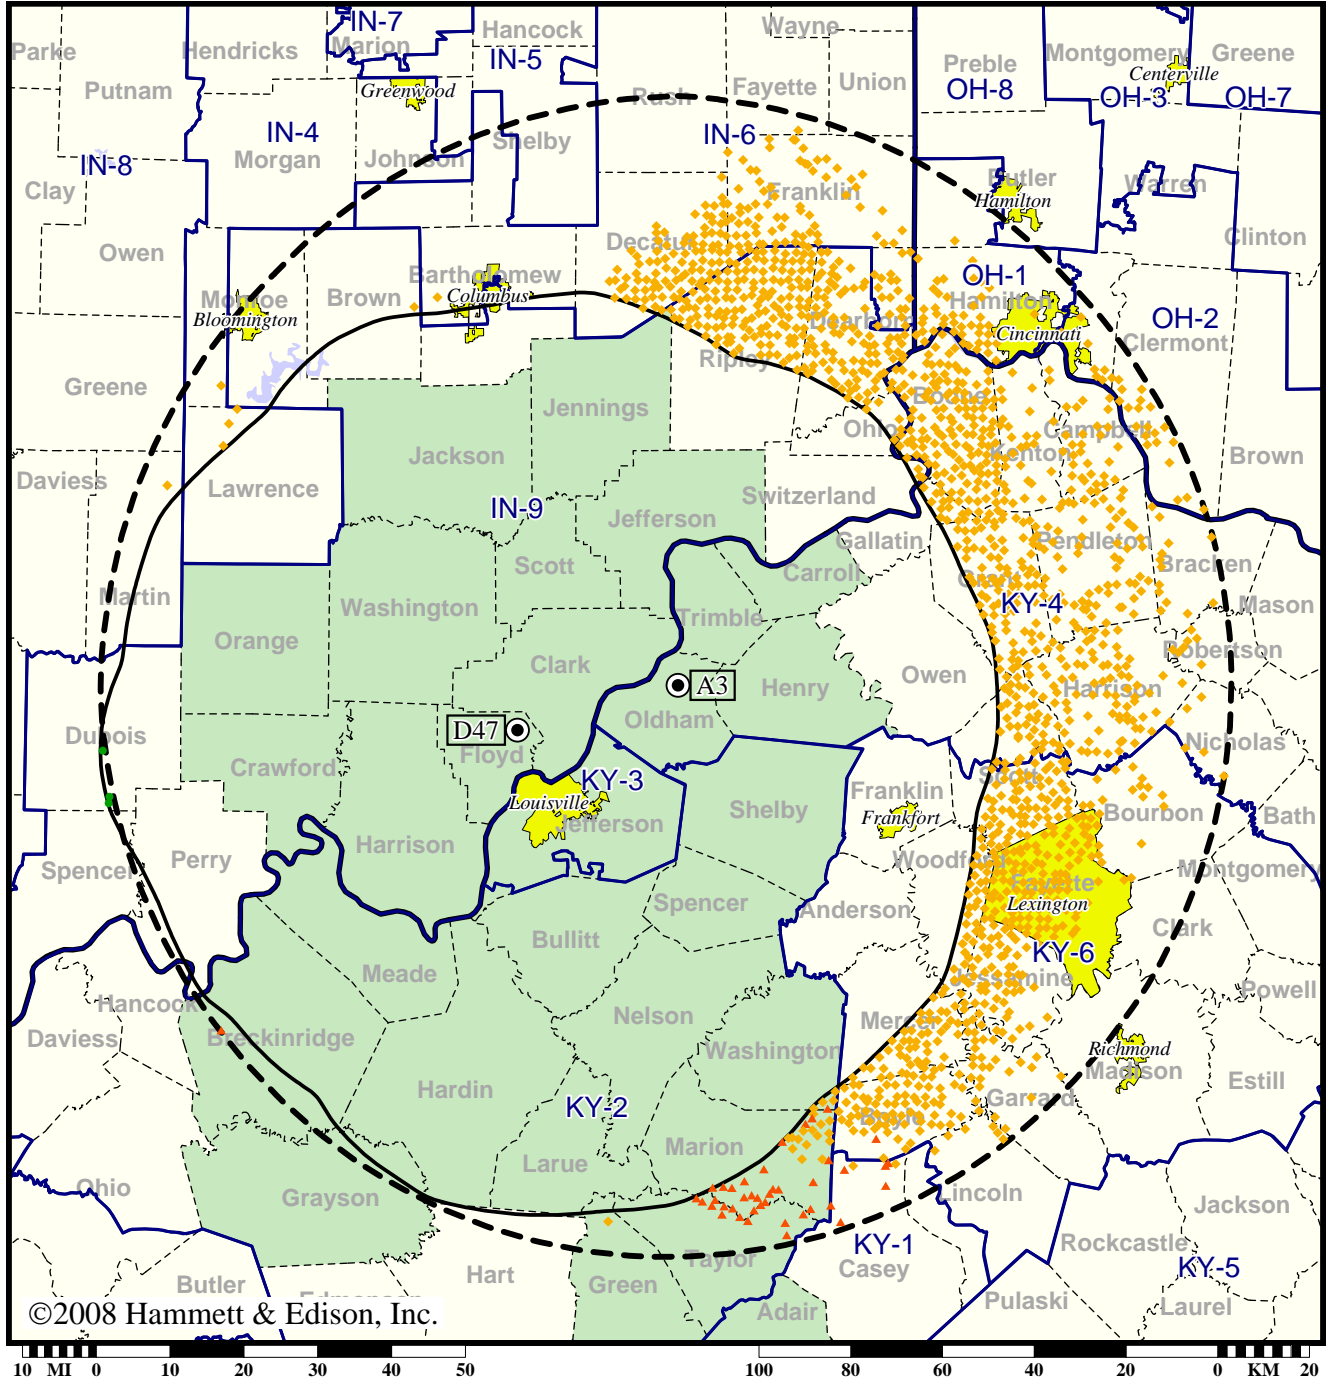 IN-7
Hancock
Wayne
Parke
Hendricks
Marion
IN-5
Montgomery
Greene
Preble
Centerville
Putnam
Greenwood
Rush
Fayette
Union
OH-8
OH-3
OH-7
IN-4
IN-6
Shelby
IN-8
Morgan
Johnson
Clay
Franklin
Butler
Warren
Hamilton
Owen
Decatur
Clinton
Bartholomew
OH-1
Monroe
Brown
Columbus
Hamilton
Bloomington
Dearborn
Cincinnati
OH-2
Clermont
Ripley
Greene
Jennings
Boone
Ohio
Campbell
Kenton
Jackson
Brown
Daviess
Lawrence
Switzerland
IN-9
Jefferson
Gallatin
Pendleton
Scott
Carroll
Grant
Bracken
Martin
Washington
Trimble
KY-4
Mason
Orange
Robertson
Clark
Owen
A3
Henry
Harrison
Oldham
D47
Dubois
Floyd
Nicholas
Crawford
KY-3
Scott
Louisville
Shelby
Franklin
Bourbon
Jefferson
Frankfort
Bath
Harrison
Perry
Woodford
Spencer
Montgomery
Fayette
Spencer
Anderson
Lexington
Bullitt
Clark
KY-6
Meade
Jessamine
Hancock
Powell
Nelson
Mercer
Daviess
Breckinridge
Washington
Richmond
Madison
Hardin
Estill
Garrard
KY-2
Boyle
Marion
Larue
Ohio
Grayson
Lincoln
Jackson
KY-1
Rockcastle
Taylor
Casey
KY-5
Hart
Butler
Green
Pulaski
Laurel
Adair
Edmonson
©2008 Hammett & Edison, Inc.
10 MI 0 10 20 30 40 50 100 80 60 40 20 0 KM 20